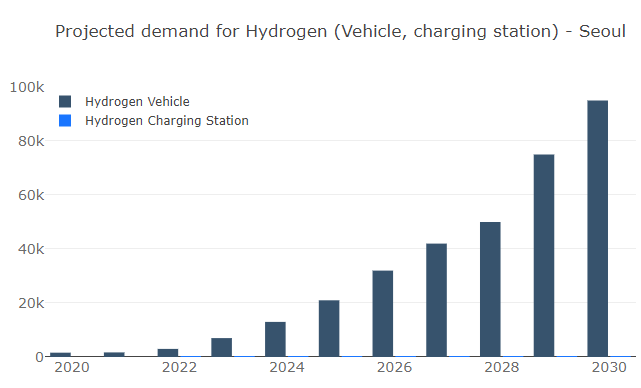 Projected demand for Hydrogen (Vehicle, charging station) - Seoul
100k
Hydrogen Vehicle
Hydrogen Charging Station
80k
60k
40k
20k
0
2020 2022 2024 2026 2028 2030